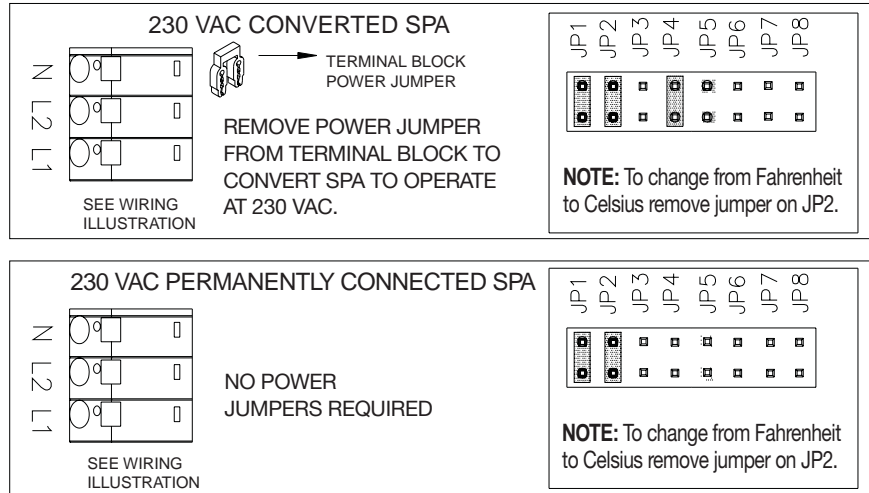 230 VAC CONVERTED SPA
N
L2
L1
TERMINAL BLOCK
POWER JUMPER
REMOVE POWER JUMPER
FROM TERMINAL BLOCK TO
CONVERT SPA TO OPERATE
AT 230 VAC.
SEE WIRING
ILLUSTRATION
JP1 JP2 JP3 JP4 JP5 JP6 JP7 JP8
NOTE: To change from Fahrenheit
to Celsius remove jumper on JP2.
230 VAC PERMANENTLY CONNECTED SPA
N
L2
L1
NO POWER
JUMPERS REQUIRED
SEE WIRING
ILLUSTRATION
JP1 JP2 JP3 JP4 JP5 JP6 JP7 JP8
NOTE: To change from Fahrenheit
to Celsius remove jumper on JP2.